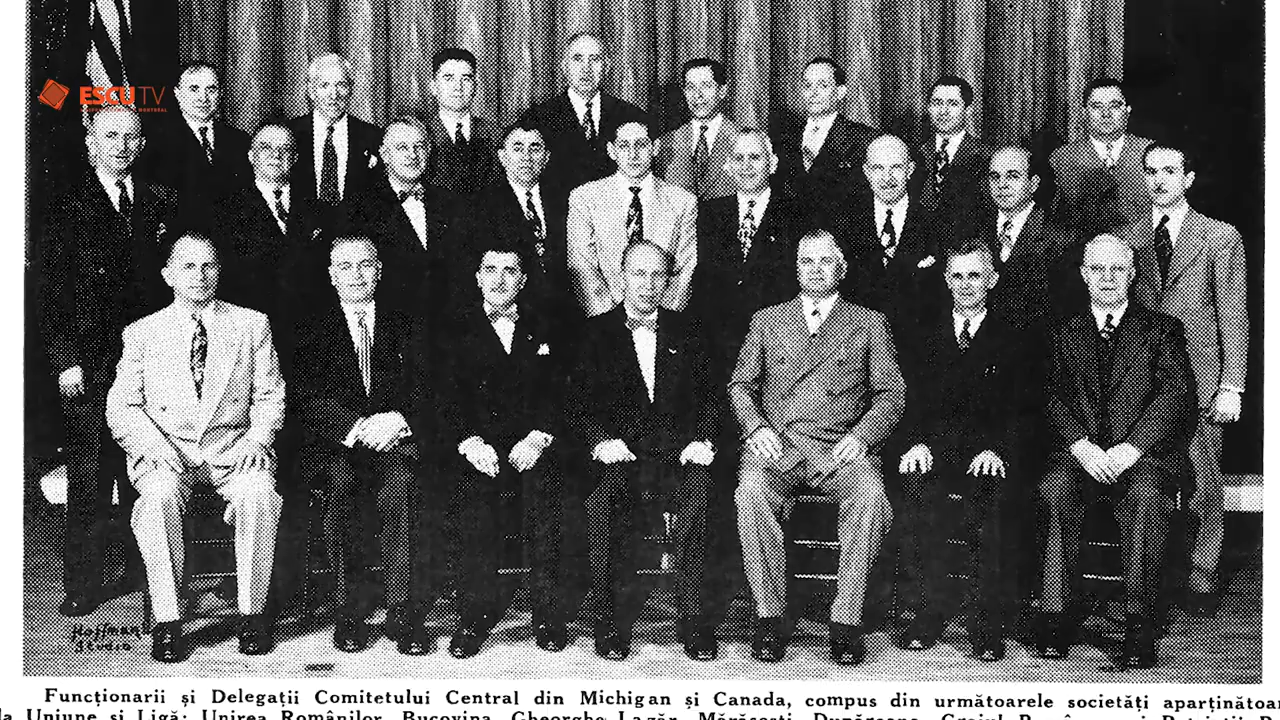 ESCU TV
Hoffman
Studio
Funcționarii și Delegații Comitetului Central din Michigan și Canada, compus din următoarele societăți aparținătoa
la Uniune și Ligă: Unirea Românilor, Bucovina, Gheorghe Lazăr, Mărășești, Dunăreana,